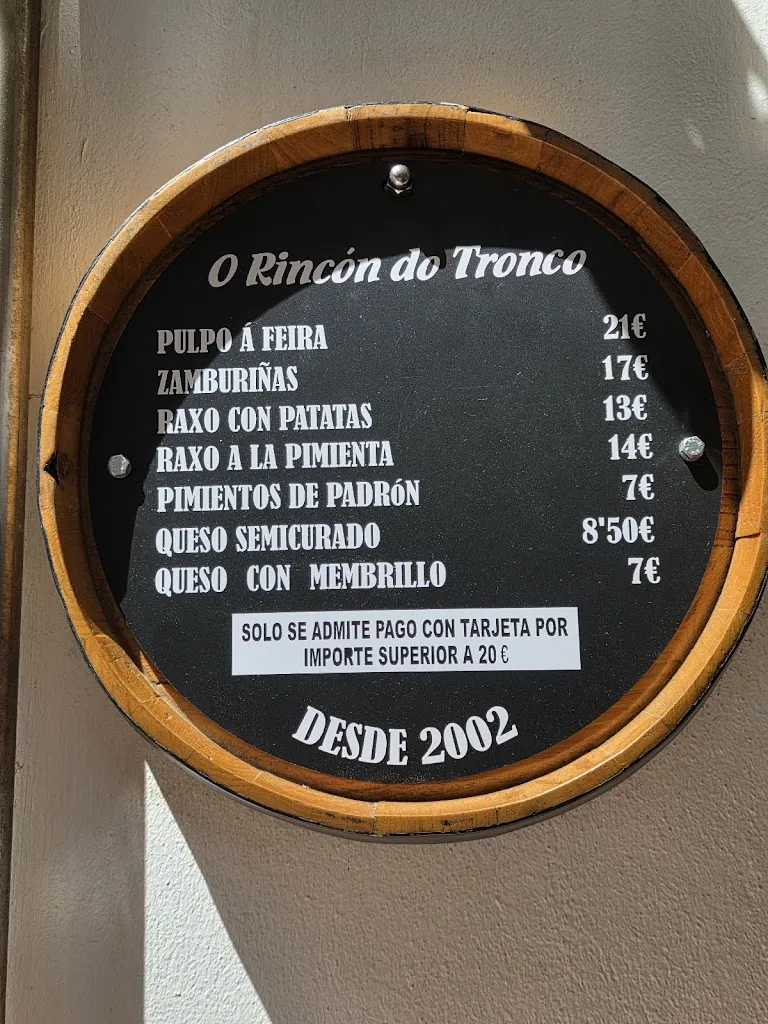 O Rincón do Tronco
PULPO Á FEIRA 21€
ZAMBURIÑAS 17€
RAXO CON PATATAS 13€
RAXO A LA PIMIENTA 14€
PIMIENTOS DE PADRóN 7€
QUESO SEMICURADO 8'50€
QUESO CON MEMBRILLO 7€
SOLO SE ADMITE PAGO CON TARJETA POR
IMPORTE SUPERIOR A 20 €
DESDE 2002